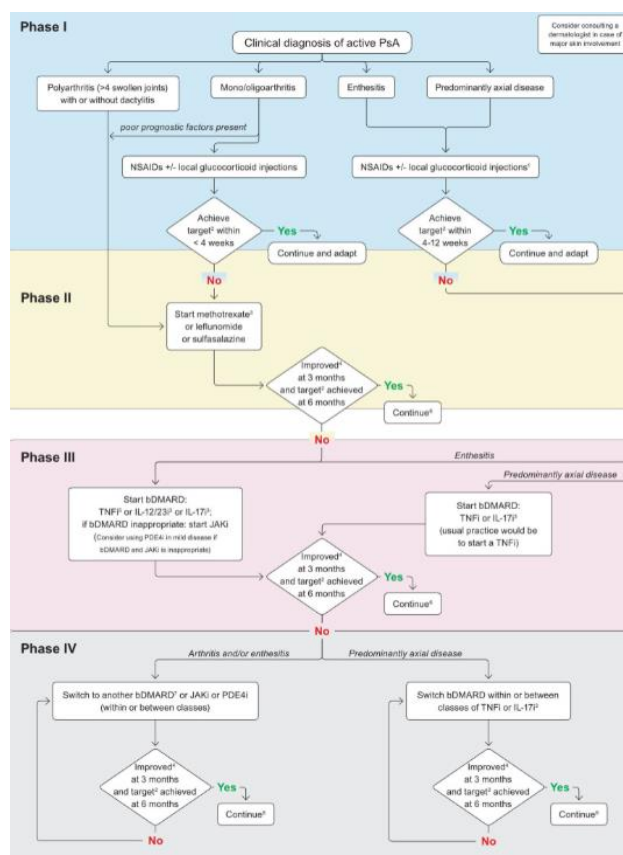 Phase I
Clinical diagnosis of active PsA
Consider consulting a
dermatologist in case of
major skin involvement
Polyarthritis (>4 swollen joints)
with or without dactylitis
Mono/oligoarthritis
Enthesitis
Predominantly axial disease
poor prognostic factors present
NSAIDs +/- local glucocorticoid injections
NSAIDs +/- local glucocorticoid injections¹
Achieve
target² within
< 4 weeks
Yes
Continue and adapt
Achieve
target² within
4-12 weeks
Yes
Continue and adapt
No
No
Phase II
Start methotrexate³
or leflunomide
or sulfasalazine
Improved⁴
at 3 months
and target² achieved
at 6 months
Yes
Continue⁶
No
Phase III
Enthesitis
Predominantly axial disease
Start bDMARD:
TNFi⁵ or IL-12/23i⁵ or IL-17i⁵;
if bDMARD inappropriate: start JAKi
(Consider using PDE4i in mild disease if
bDMARD and JAKi is inappropriate)
Start bDMARD:
TNFi or IL-17i⁵
(usual practice would be
to start a TNFi)
Improved⁴
at 3 months
and target² achieved
at 6 months
Yes
Continue⁶
No
Phase IV
Arthritis and/or enthesitis
Predominantly axial disease
Switch to another bDMARD⁷ or JAKi or PDE4i
(within or between classes)
Switch bDMARD within or between
classes of TNFi or IL-17i⁵
Improved⁴
at 3 months
and target² achieved
at 6 months
Yes
Continue⁶
No
Improved⁴
at 3 months
and target² achieved
at 6 months
Yes
Continue⁶
No